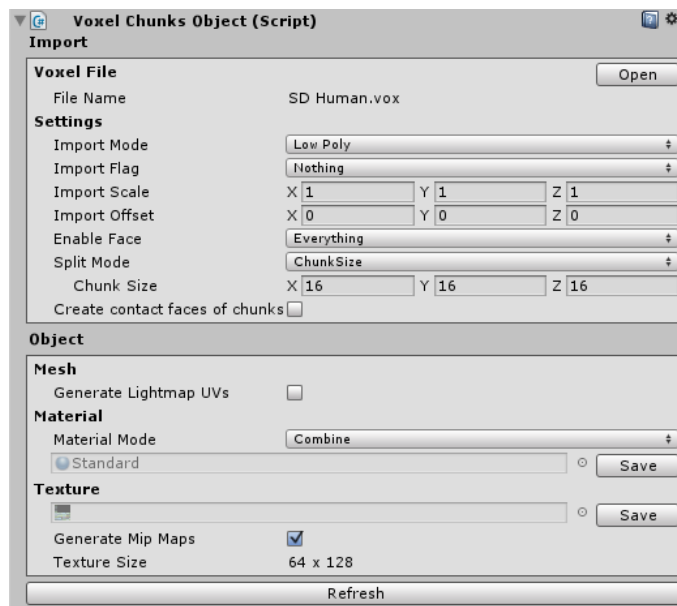 Voxel Chunks Object (Script)
Import
Voxel File Open
File Name SD Human.vox
Settings
Import Mode Low Poly
Import Flag Nothing
Import Scale X 1 Y 1 Z 1
Import Offset X 0 Y 0 Z 0
Enable Face Everything
Split Mode ChunkSize
Chunk Size X 16 Y 16 Z 16
Create contact faces of chunks
Object
Mesh
Generate Lightmap UVs
Material
Material Mode Combine
Standard Save
Texture
Save
Generate Mip Maps
Texture Size 64 x 128
Refresh